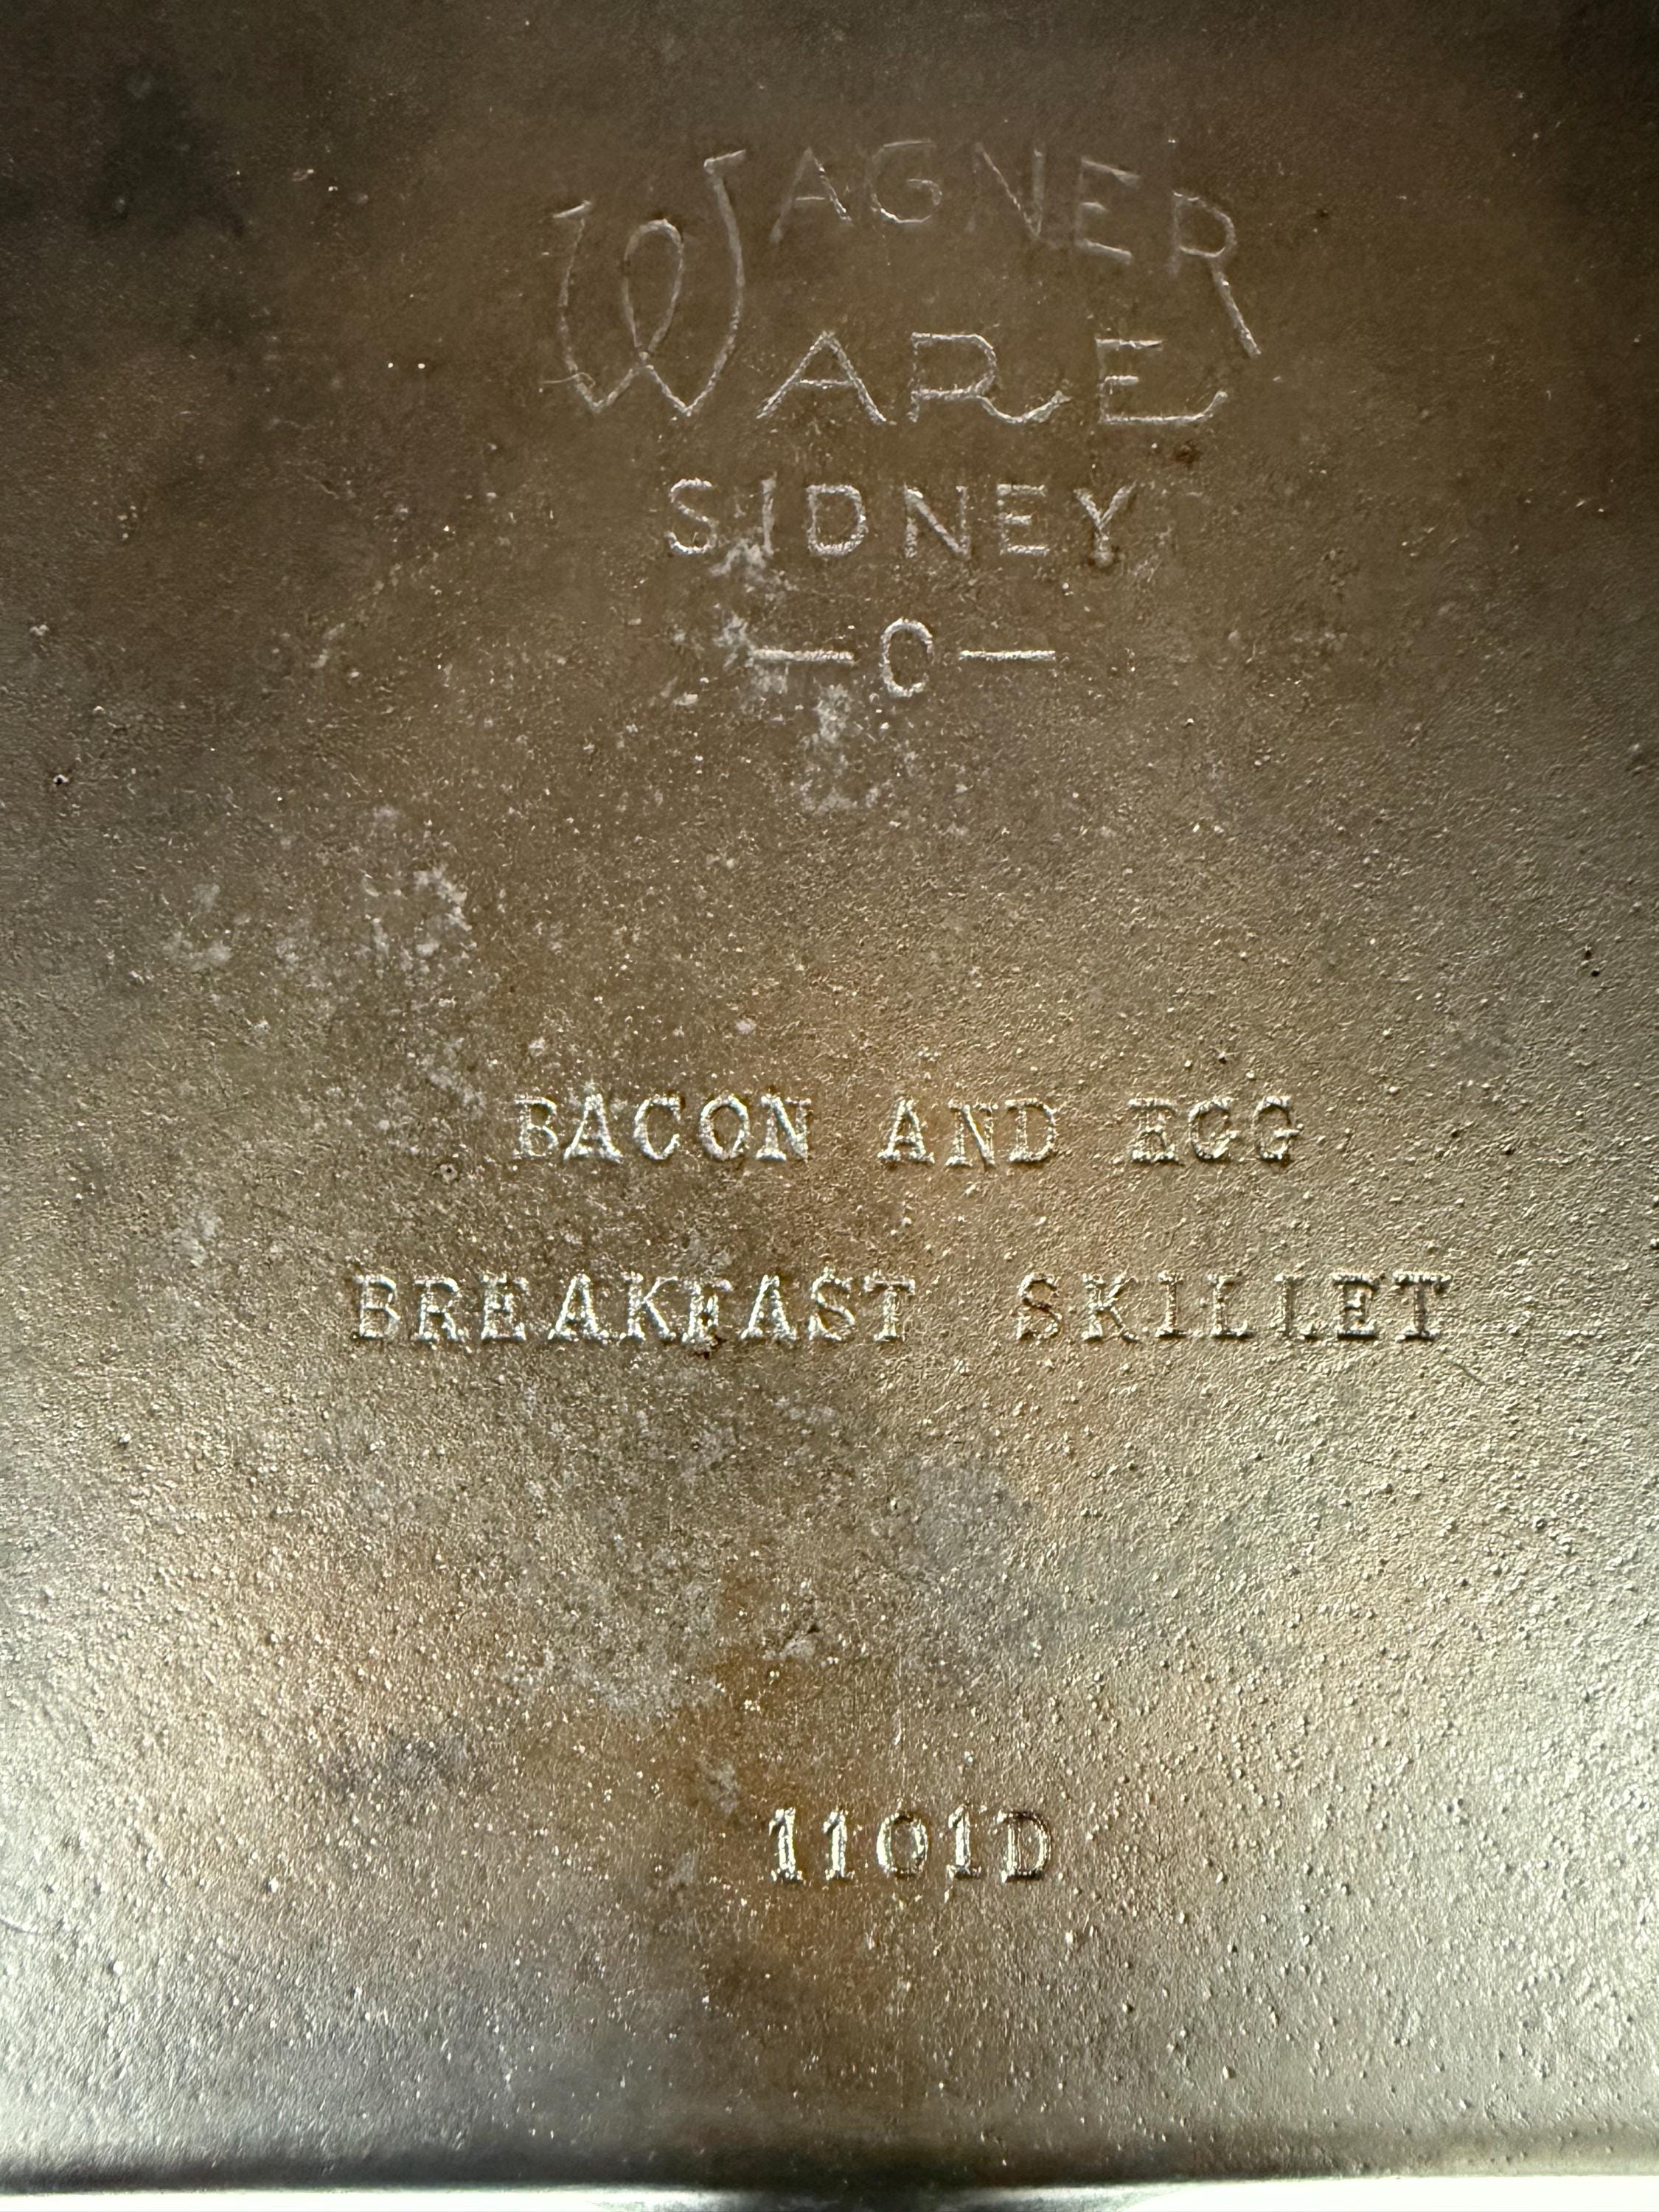 WAGNER
WARE
SIDNEY
—O—
BACON AND EGG
BREAKFAST SKILLET
1101D